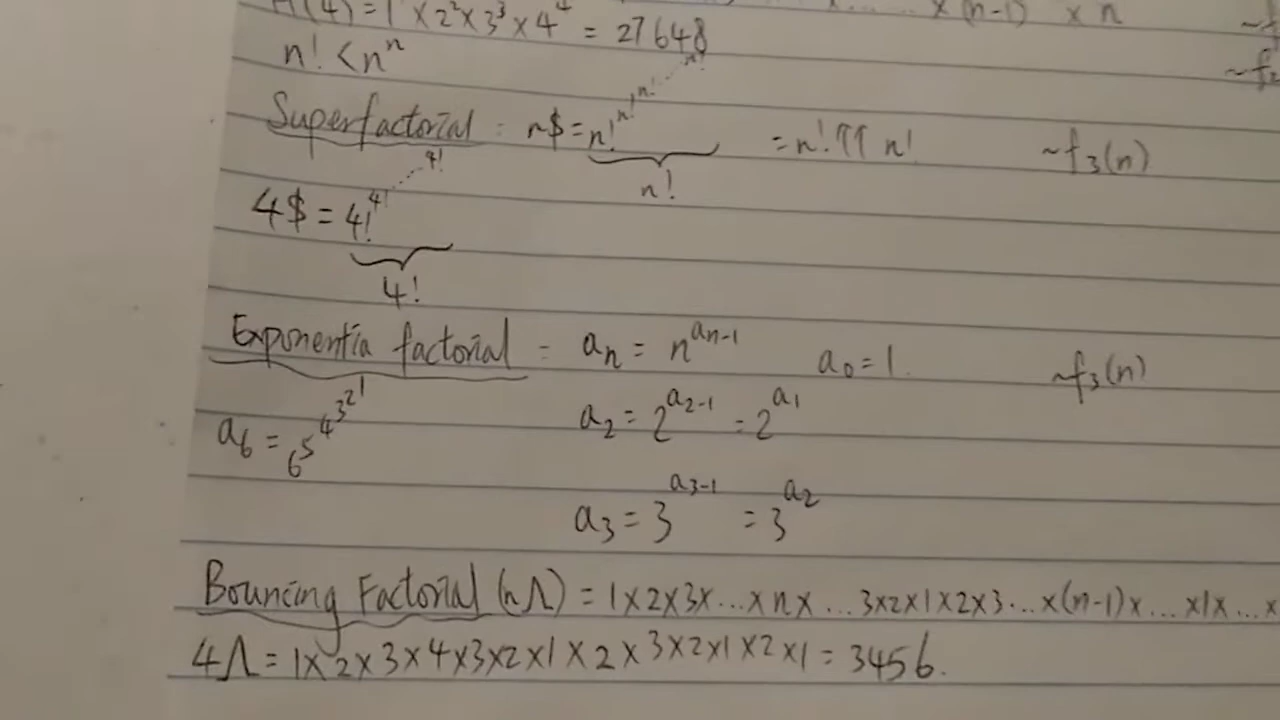 H(4) = 1 × 2² × 3³ × 4⁴ = 27648
× (n-1) × n
n! < nⁿ
~f
Superfactorial : n$ = n!^n!^n!^...^n! = n!↑↑ n! ~f₃(n)
n!
4$ = 4!^4!^...^4!
4!
Exponentia factorial = aₙ = n^aₙ₋₁ a₀ = 1. ~f₃(n)
a₆ = 6^5^4^3^2^1 a₂ = 2^a₂₋₁ = 2^a₁
a₃ = 3^a₃₋₁ = 3^a₂
Bouncing Factorial (nΛ) = 1×2×3×...×n×...3×2×1×2×3...×(n-1)×...×1×...×
4Λ = 1×2×3×4×3×2×1×2×3×2×1×2×1 = 3456.